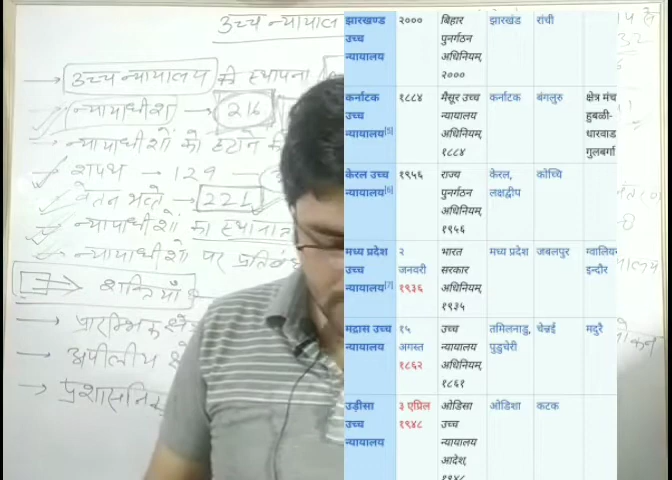 उच्च न्यायाल
→ उच्च न्यायालय की स्थापना
न्यायाधीश → 216
→ न्यायाधीशों को हटाने की
शपथ → 129
वेतन भत्ते → 221
न्यायाधीशों का स्थानांत
न्यायाधीशों पर प्रतिबंध
शक्तियाँ
→ प्रारम्भिक क्षे
→ अपीलीय क्षे
→ प्रशासनिक
झारखण्ड उच्च न्यायालय
२०००
बिहार पुनर्गठन अधिनियम, २०००
झारखंड
रांची
कर्नाटक उच्च न्यायालय[5]
१८८४
मैसूर उच्च न्यायालय अधिनियम, १८८४
कर्नाटक
बंगलुरु
क्षेत्र मंच हुबळी-धारवाड गुलबर्गा
केरल उच्च न्यायालय[6]
१९५६
राज्य पुनर्गठन अधिनियम, १९५६
केरल, लक्षद्वीप
कोच्चि
मध्य प्रदेश उच्च न्यायालय[7]
२ जनवरी १९३६
भारत सरकार अधिनियम, १९३५
मध्य प्रदेश
जबलपुर
ग्वालिय इन्दौर
मद्रास उच्च न्यायालय
१५ अगस्त १८६२
उच्च न्यायालय अधिनियम, १८६१
तमिलनाडु, पुडुचेरी
चेन्नई
मदुरै
उड़ीसा उच्च न्यायालय
३ एप्रिल १९४८
ओडिसा उच्च न्यायालय आदेश, १९४८
ओडिशा
कटक